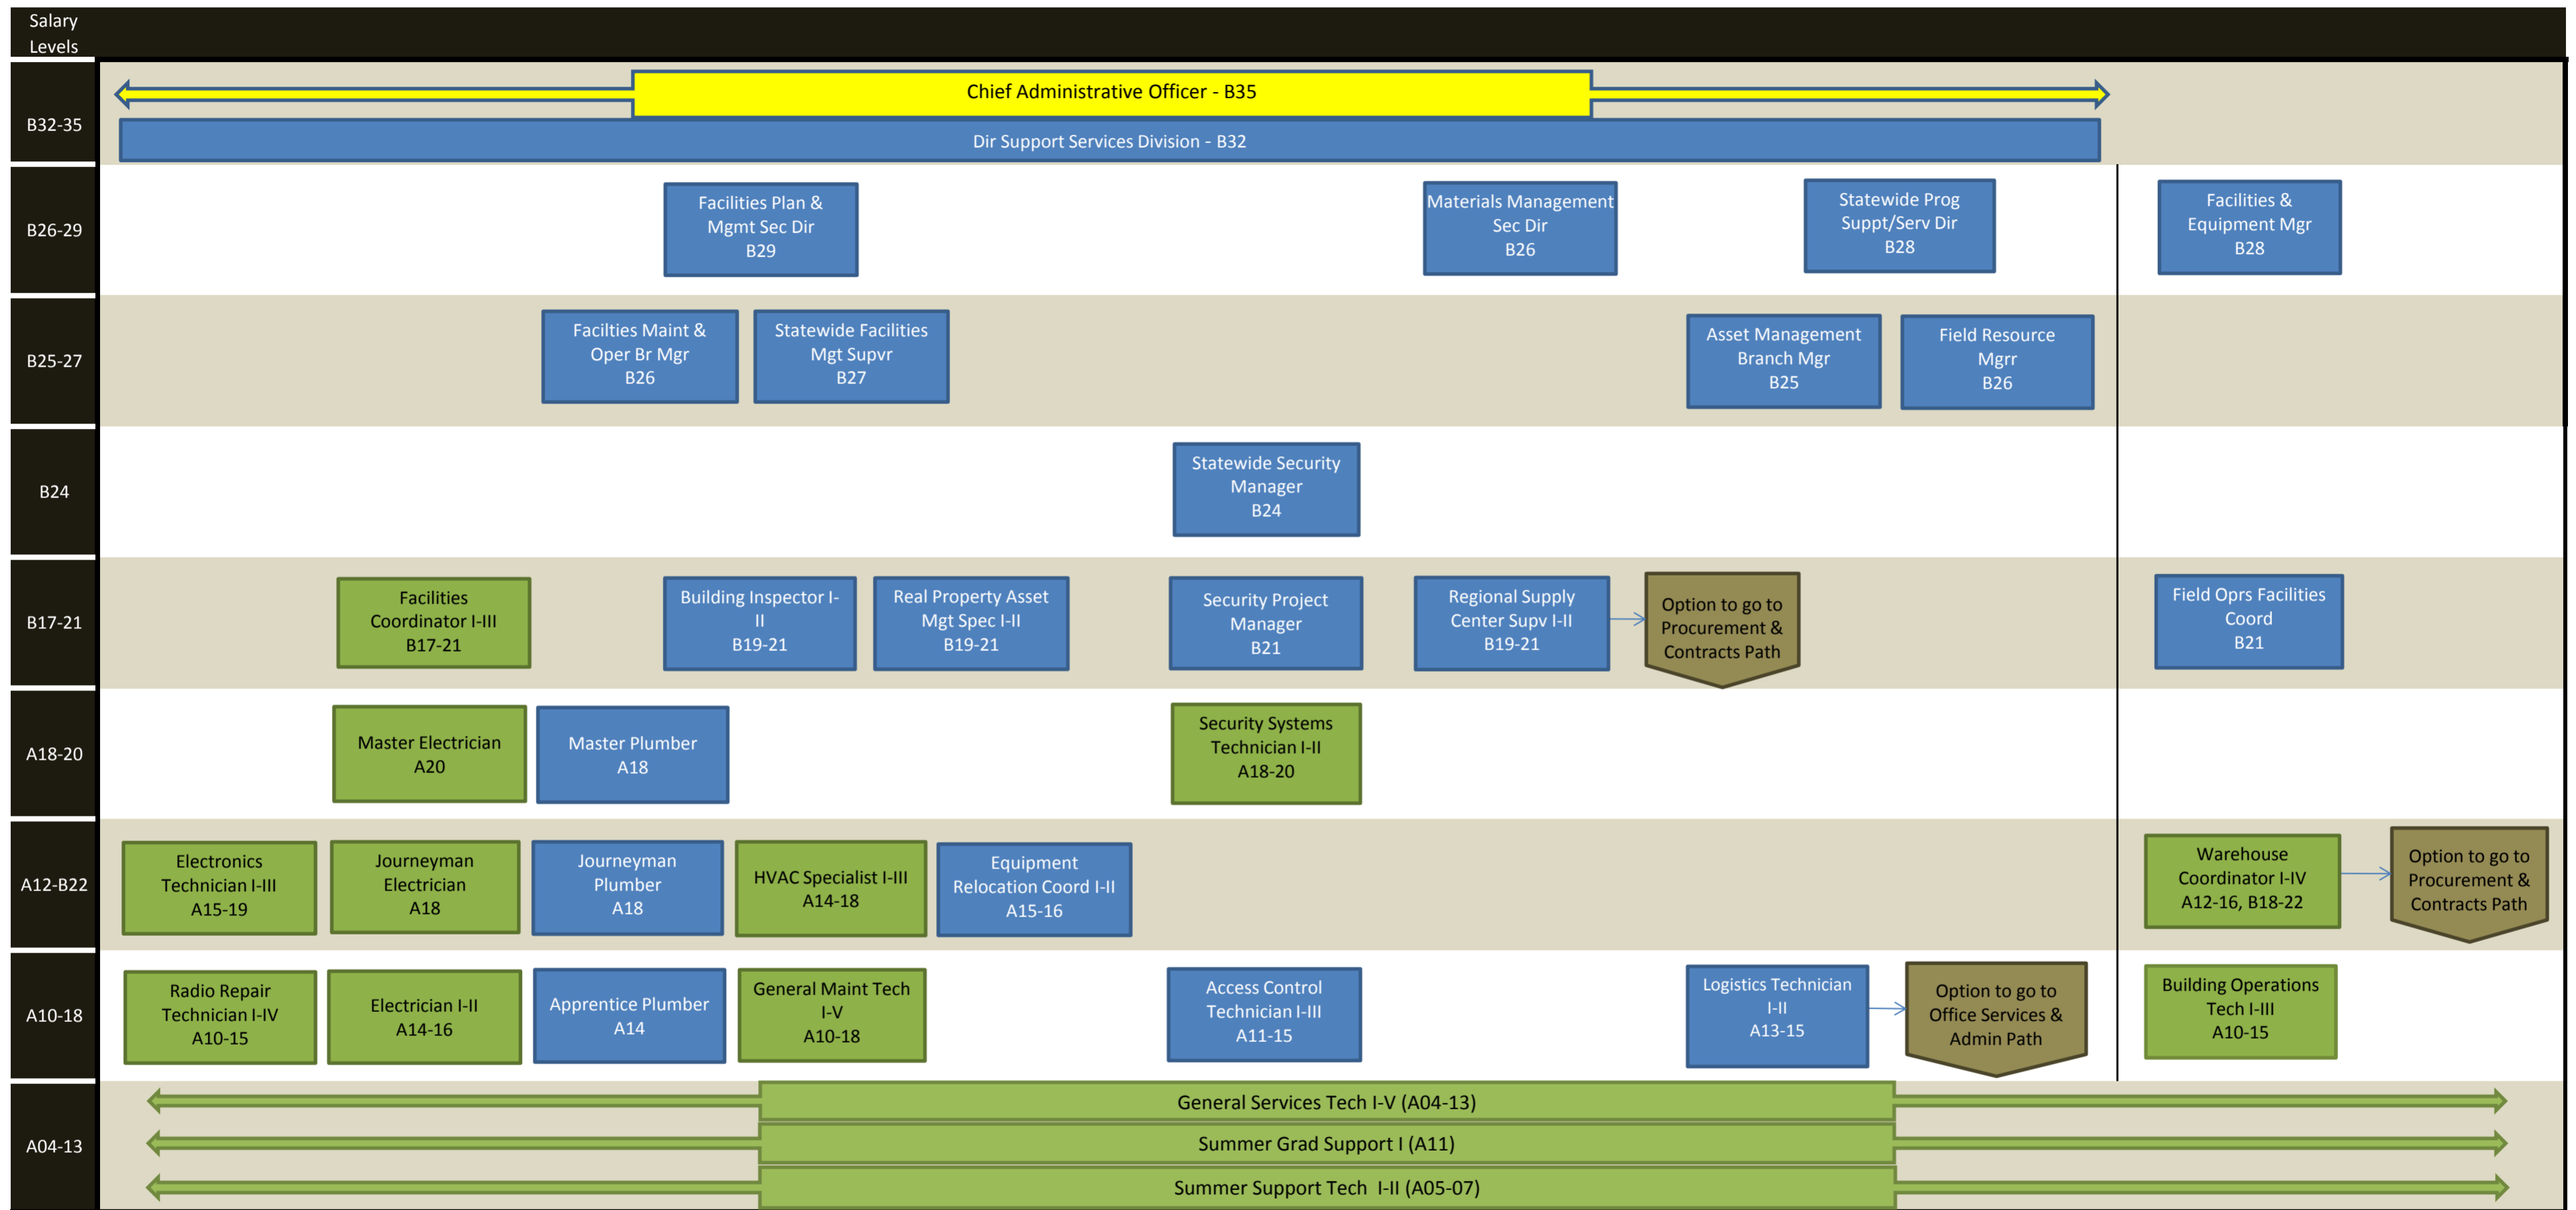 Salary
Levels
B32-35
Chief Administrative Officer - B35
Dir Support Services Division - B32
B26-29
Facilities Plan &
Mgmt Sec Dir
B29
Materials Management
Sec Dir
B26
Statewide Prog
Suppt/Serv Dir
B28
Facilities &
Equipment Mgr
B28
B25-27
Facilties Maint &
Oper Br Mgr
B26
Statewide Facilities
Mgt Supvr
B27
Asset Management
Branch Mgr
B25
Field Resource
Mgrr
B26
B24
Statewide Security
Manager
B24
B17-21
Facilities
Coordinator I-III
B17-21
Building Inspector I-
II
B19-21
Real Property Asset
Mgt Spec I-II
B19-21
Security Project
Manager
B21
Regional Supply
Center Supv I-II
B19-21
Option to go to
Procurement &
Contracts Path
Field Oprs Facilities
Coord
B21
A18-20
Master Electrician
A20
Master Plumber
A18
Security Systems
Technician I-II
A18-20
A12-B22
Electronics
Technician I-III
A15-19
Journeyman
Electrician
A18
Journeyman
Plumber
A18
HVAC Specialist I-III
A14-18
Equipment
Relocation Coord I-II
A15-16
Warehouse
Coordinator I-IV
A12-16, B18-22
Option to go to
Procurement &
Contracts Path
A10-18
Radio Repair
Technician I-IV
A10-15
Electrician I-II
A14-16
Apprentice Plumber
A14
General Maint Tech
I-V
A10-18
Access Control
Technician I-III
A11-15
Logistics Technician
I-II
A13-15
Option to go to
Office Services &
Admin Path
Building Operations
Tech I-III
A10-15
A04-13
General Services Tech I-V (A04-13)
Summer Grad Support I (A11)
Summer Support Tech  I-II (A05-07)